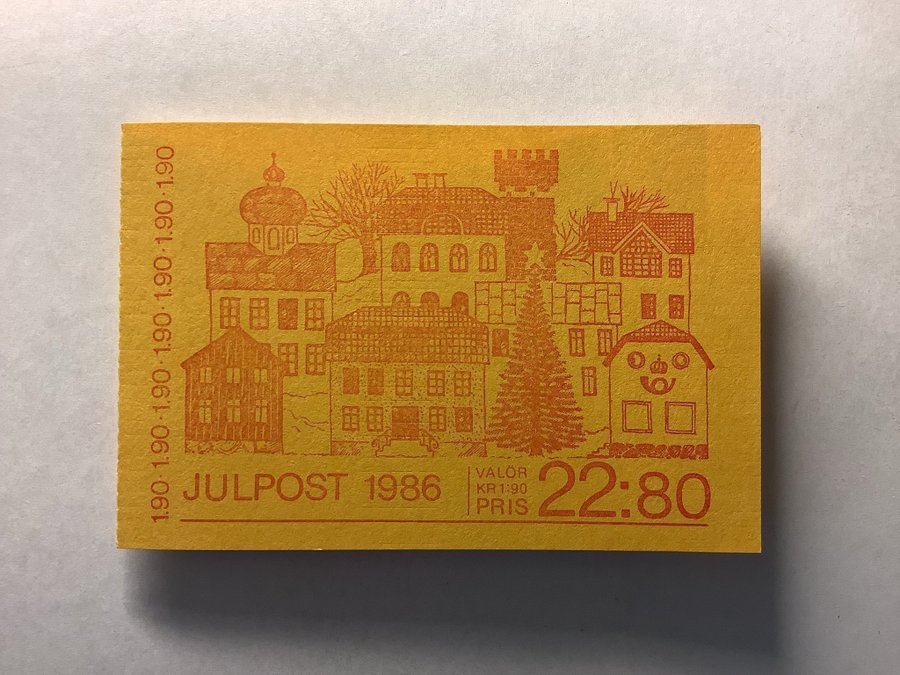 1.90 · 1.90 · 1.90 · 1.90 · 1.90 · 1.90
JULPOST 1986
VALÖR
KR 1:90
PRIS
22:80